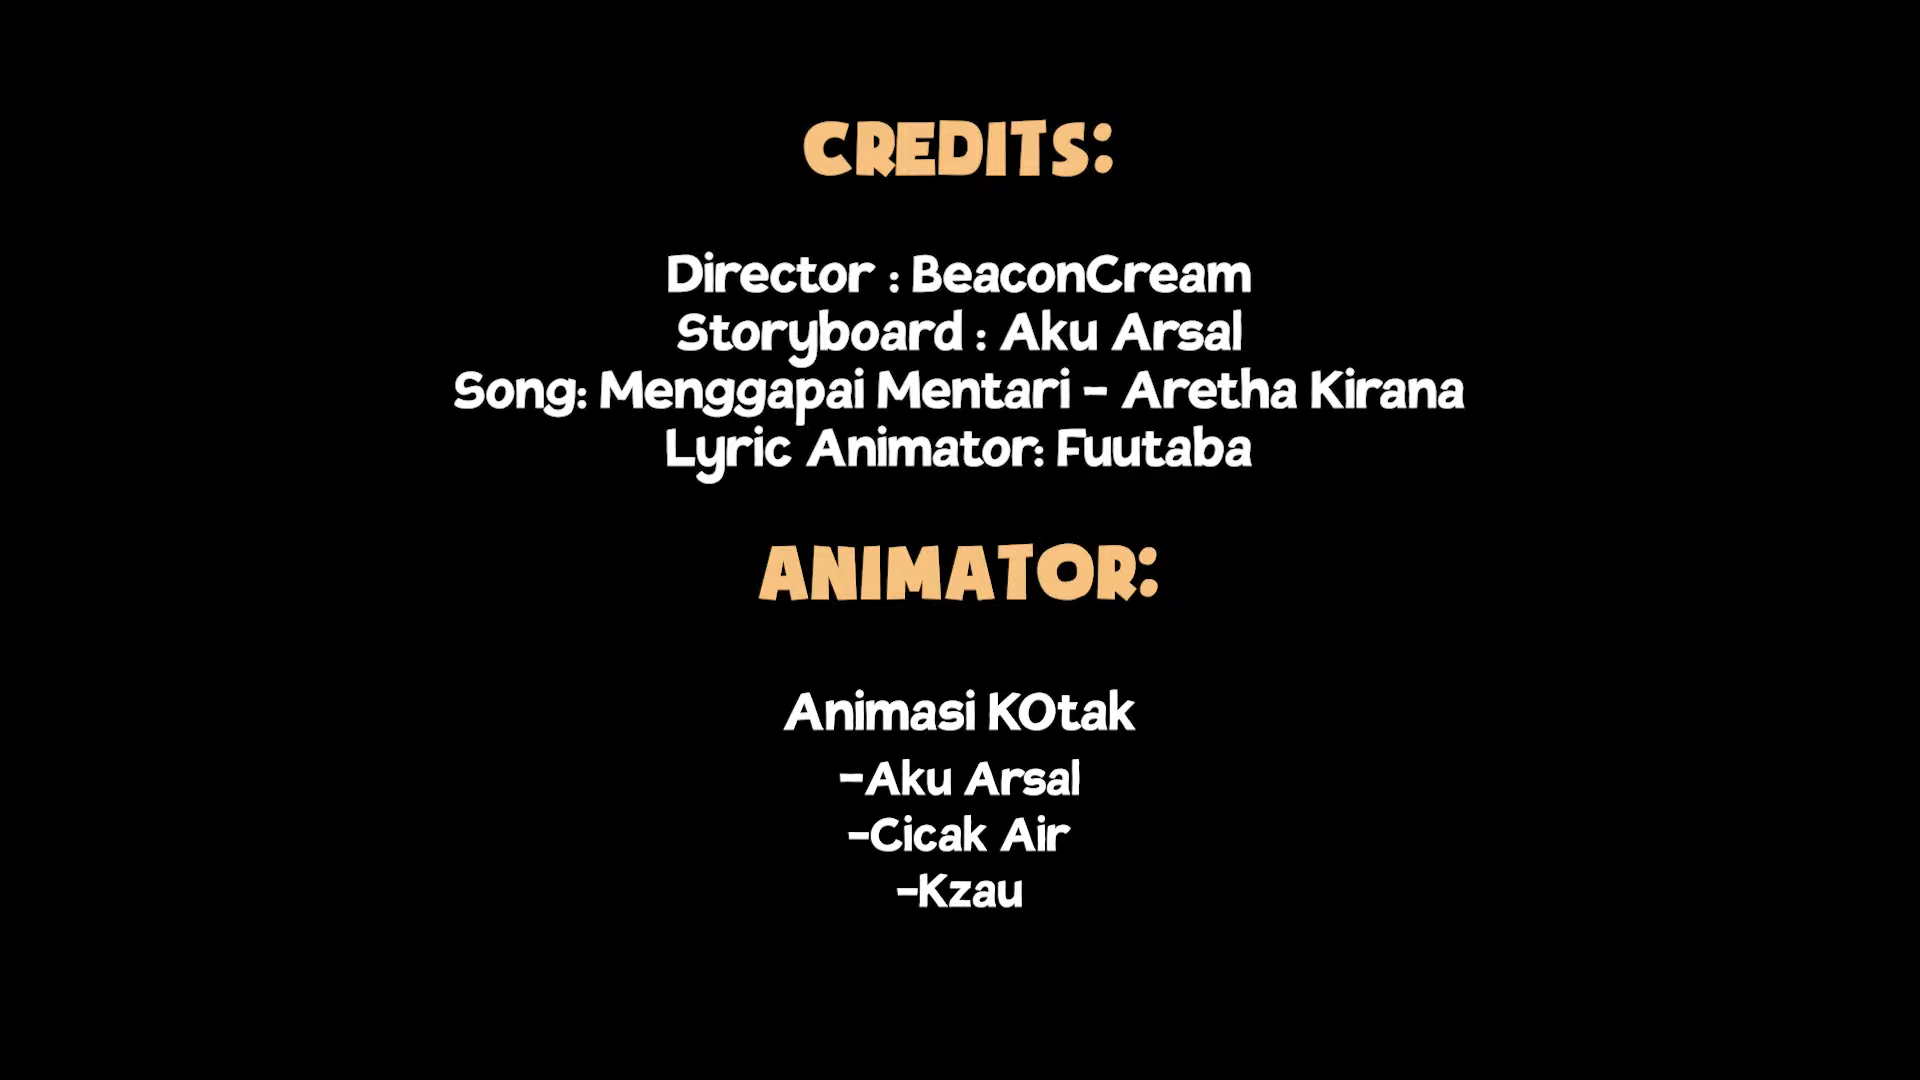 CREDITS:
Director : BeaconCream
Storyboard : Aku Arsal
Song: Menggapai Mentari - Aretha Kirana
Lyric Animator: Fuutaba
ANIMATOR:
Animasi KOtak
-Aku Arsal
-Cicak Air
-Kzau